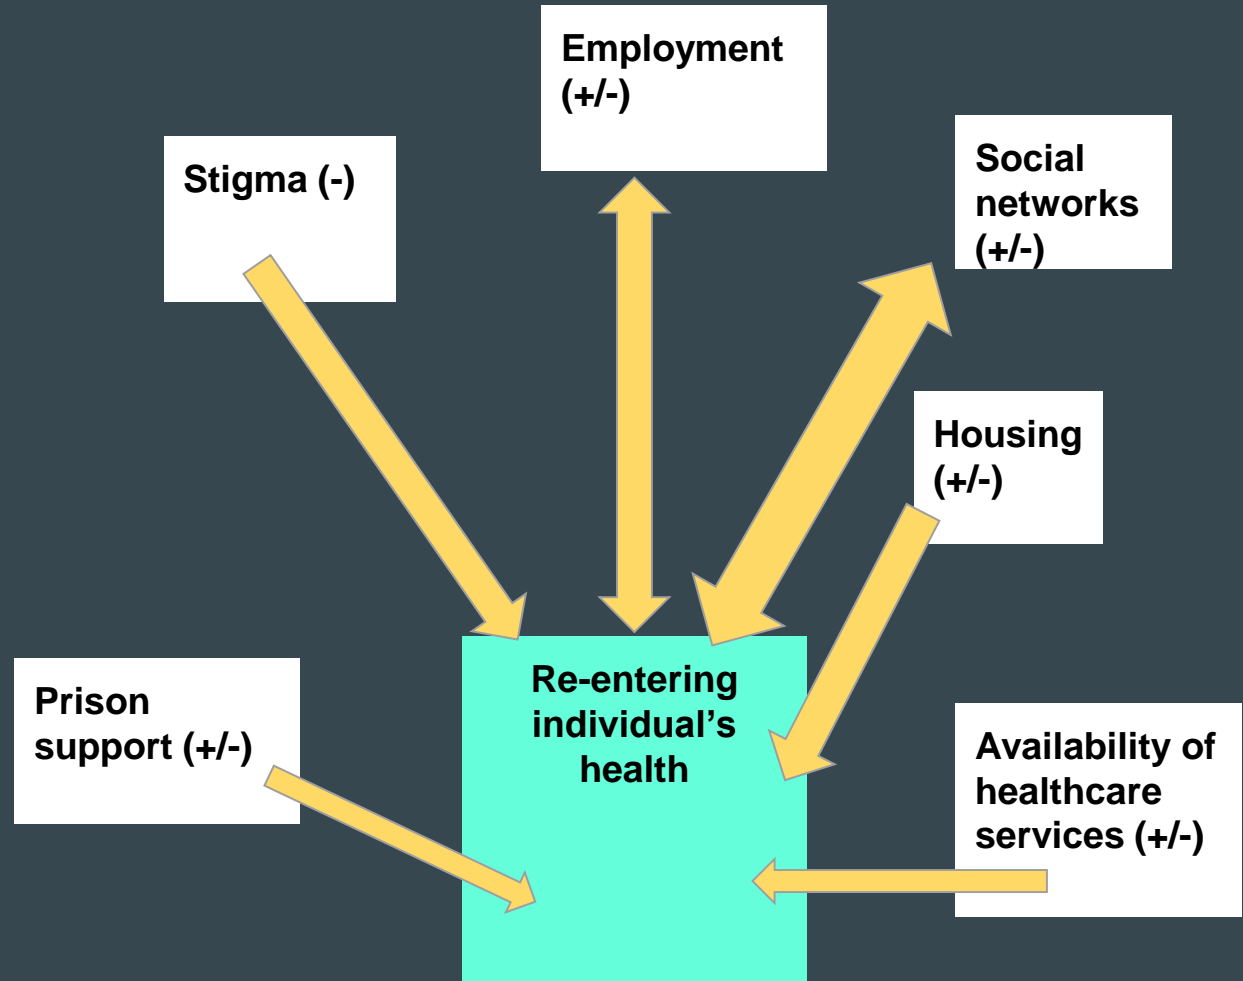 Employment
(+/-)
Stigma (-)
Social
networks
(+/-)
Housing
(+/-)
Re-entering
individual’s
health
Prison
support (+/-)
Availability of
healthcare
services (+/-)